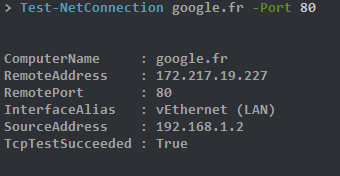 > Test-NetConnection google.fr -Port 80
ComputerName : google.fr
RemoteAddress : 172.217.19.227
RemotePort : 80
InterfaceAlias : vEthernet (LAN)
SourceAddress : 192.168.1.2
TcpTestSucceeded : True